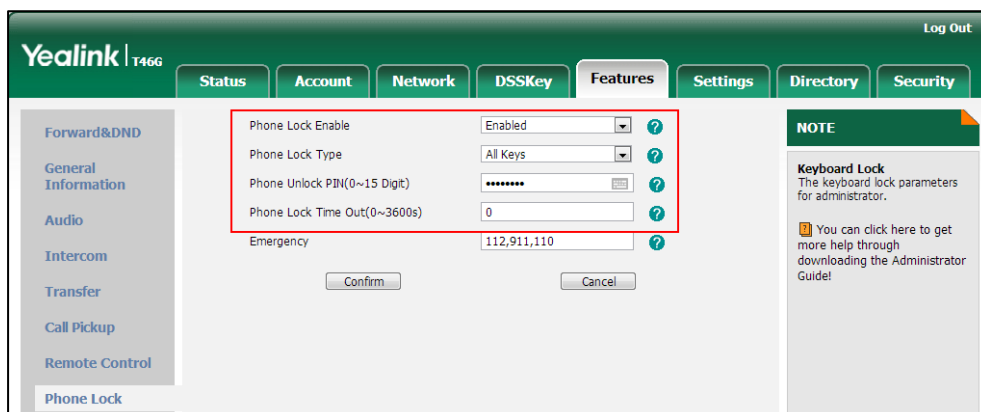 Log Out
Yealink T46G
Status Account Network DSSKey Features Settings Directory Security
Forward&DND
General
Information
Audio
Intercom
Transfer
Call Pickup
Remote Control
Phone Lock
Phone Lock Enable Enabled
Phone Lock Type All Keys
Phone Unlock PIN(0~15 Digit) ••••••••
Phone Lock Time Out(0~3600s) 0
Emergency 112,911,110
Confirm Cancel
NOTE
Keyboard Lock
The keyboard lock parameters
for administrator.
You can click here to get
more help through
downloading the Administrator
Guide!